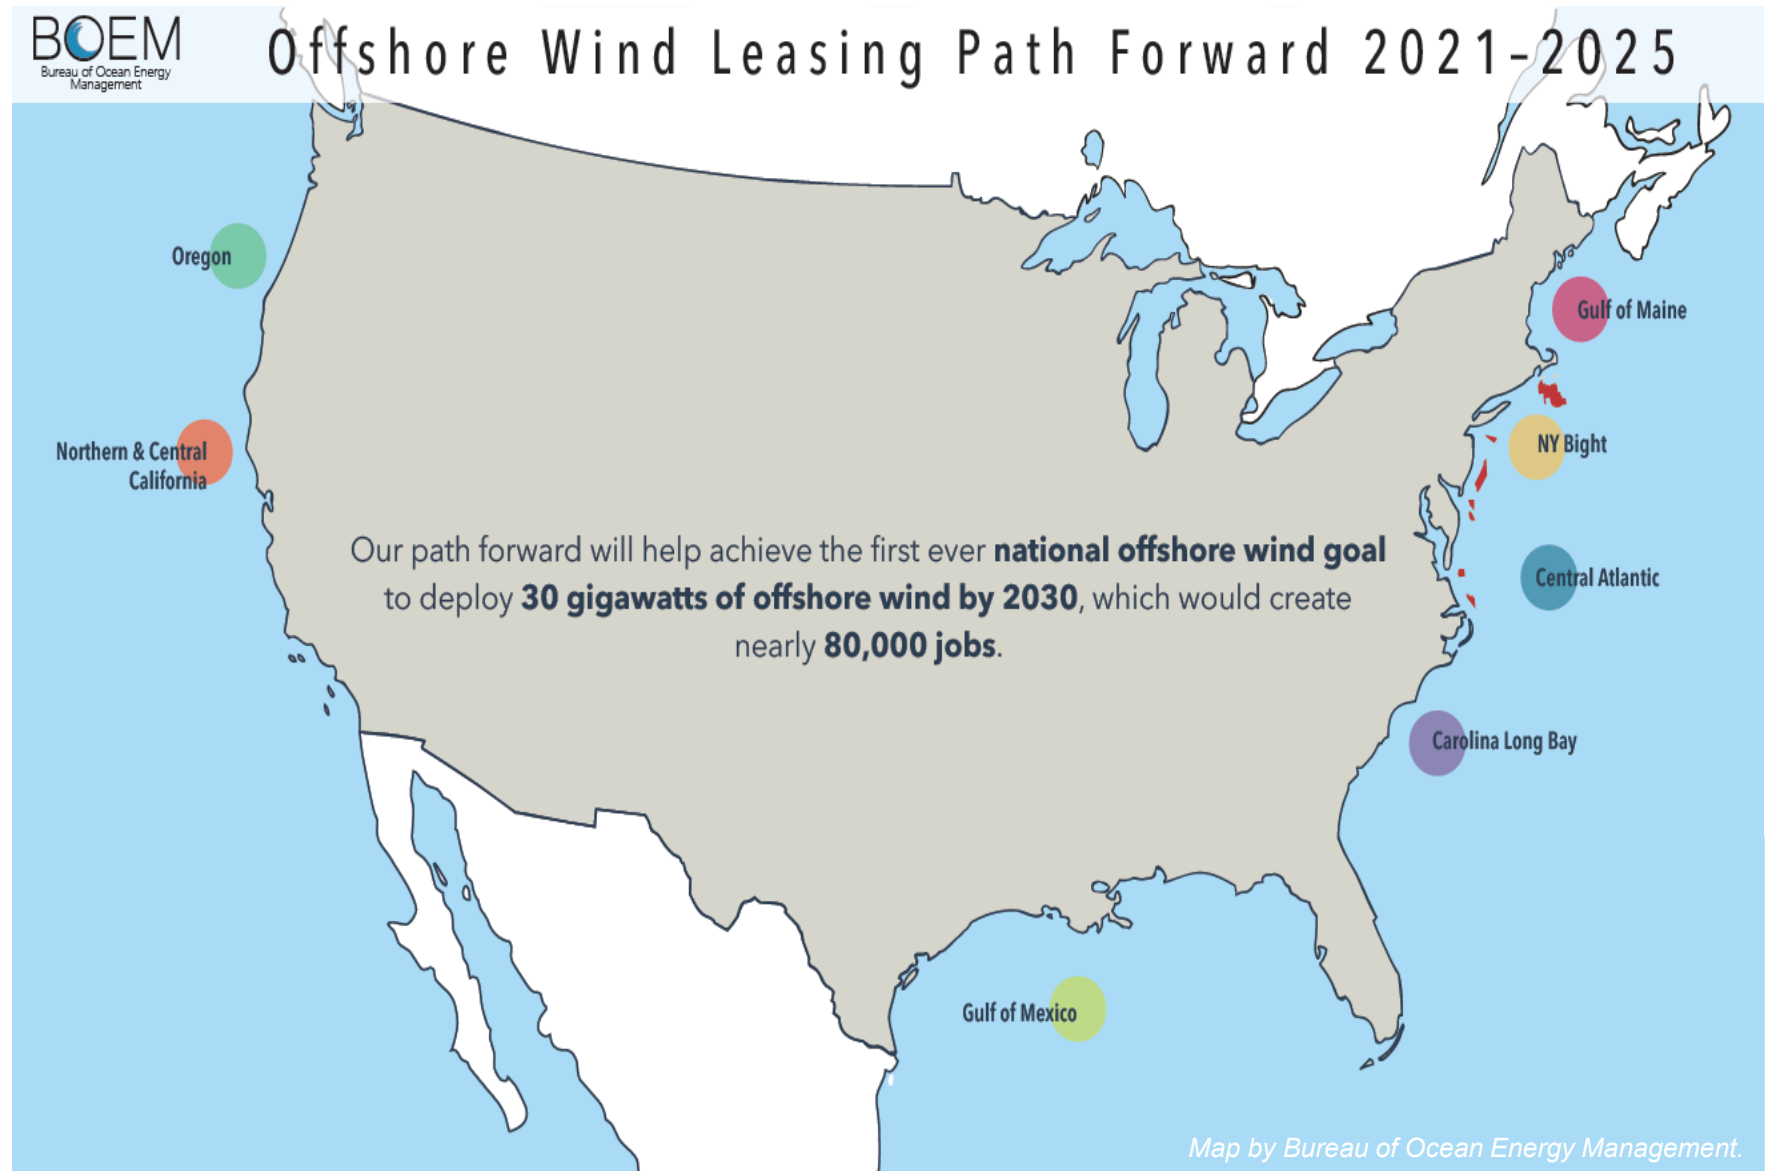 BOEM
Bureau of Ocean Energy
Management
Offshore Wind Leasing Path Forward 2021–2025
Oregon
Gulf of Maine
Northern & Central
California
NY Bight
Our path forward will help achieve the first ever national offshore wind goal
to deploy 30 gigawatts of offshore wind by 2030, which would create
nearly 80,000 jobs.
Central Atlantic
Carolina Long Bay
Gulf of Mexico
Map by Bureau of Ocean Energy Management.